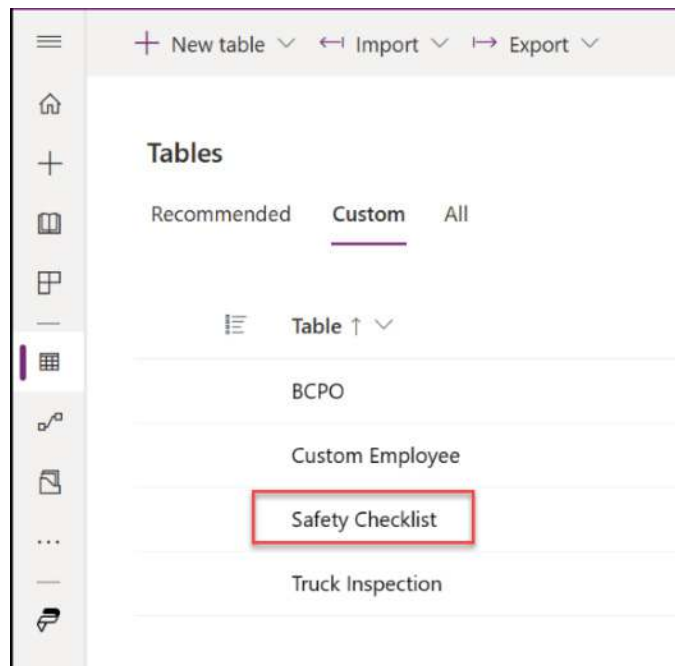 New table Import Export
Tables
Recommended Custom All
Table
BCPO
Custom Employee
Safety Checklist
Truck Inspection